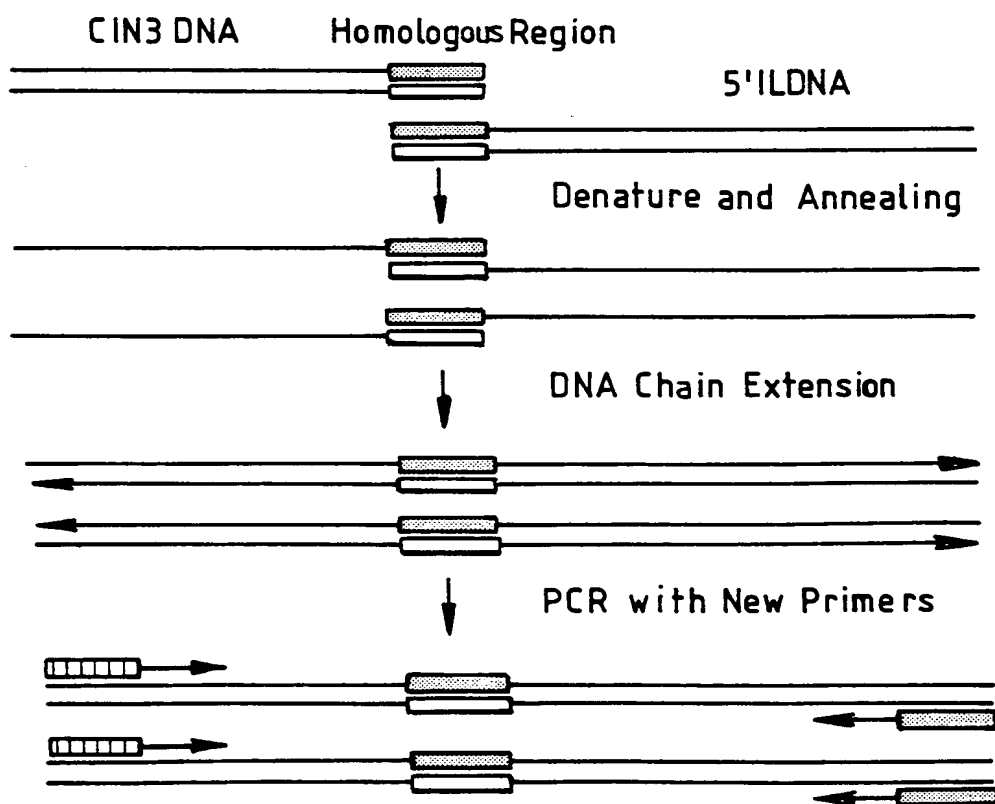 CIN3 DNA
Homologous Region
5'ILDNA
Denature and Annealing
DNA Chain Extension
PCR with New Primers